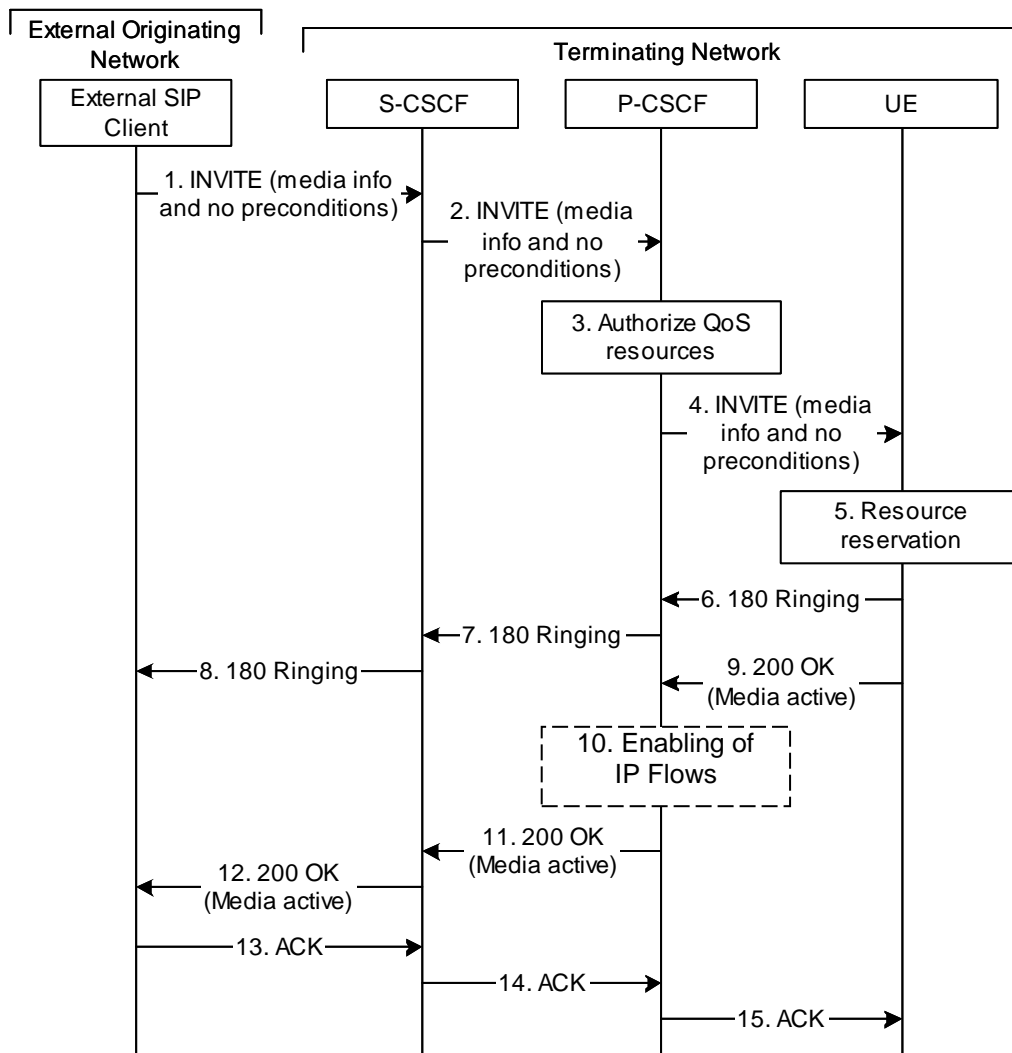 External Originating
Network
Terminating Network
External SIP
Client
S-CSCF
P-CSCF
UE
1. INVITE (media info
and no preconditions)
2. INVITE (media
info and no
preconditions)
3. Authorize QoS
resources
4. INVITE (media
info and no
preconditions)
5. Resource
reservation
6. 180 Ringing
7. 180 Ringing
8. 180 Ringing
9. 200 OK
(Media active)
10. Enabling of
IP Flows
11. 200 OK
(Media active)
12. 200 OK
(Media active)
13. ACK
14. ACK
15. ACK